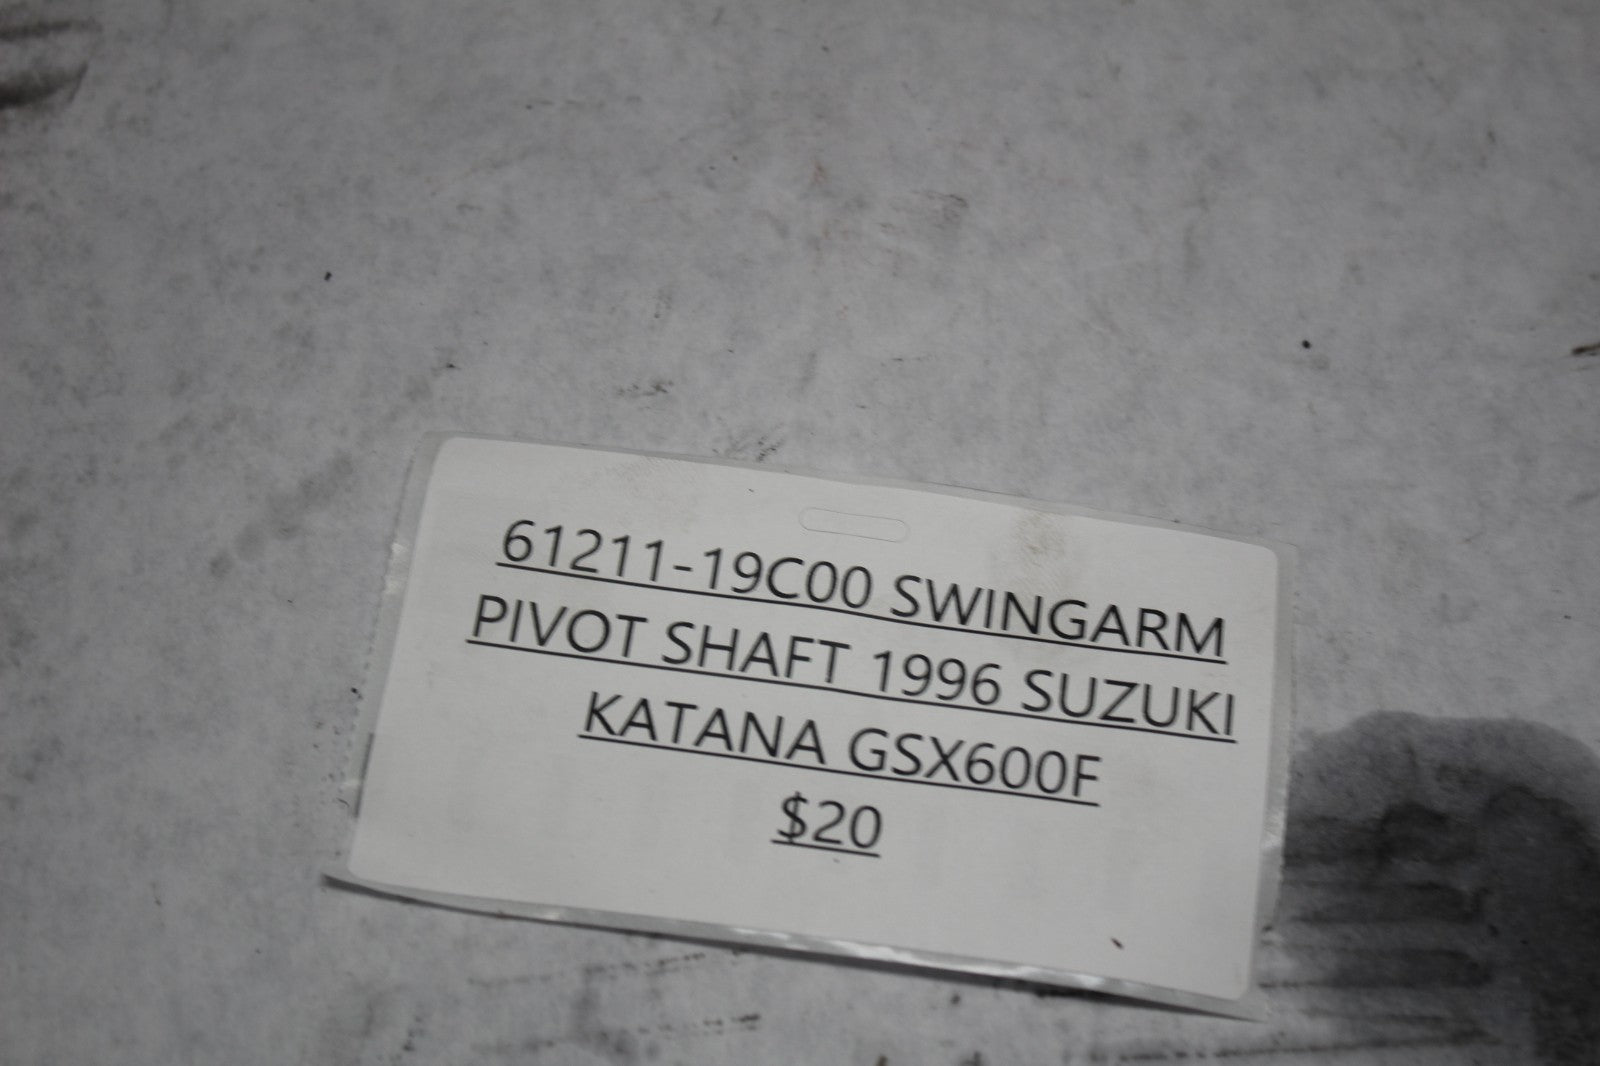 61211-19C00 SWINGARM
PIVOT SHAFT 1996 SUZUKI
KATANA GSX600F
$20